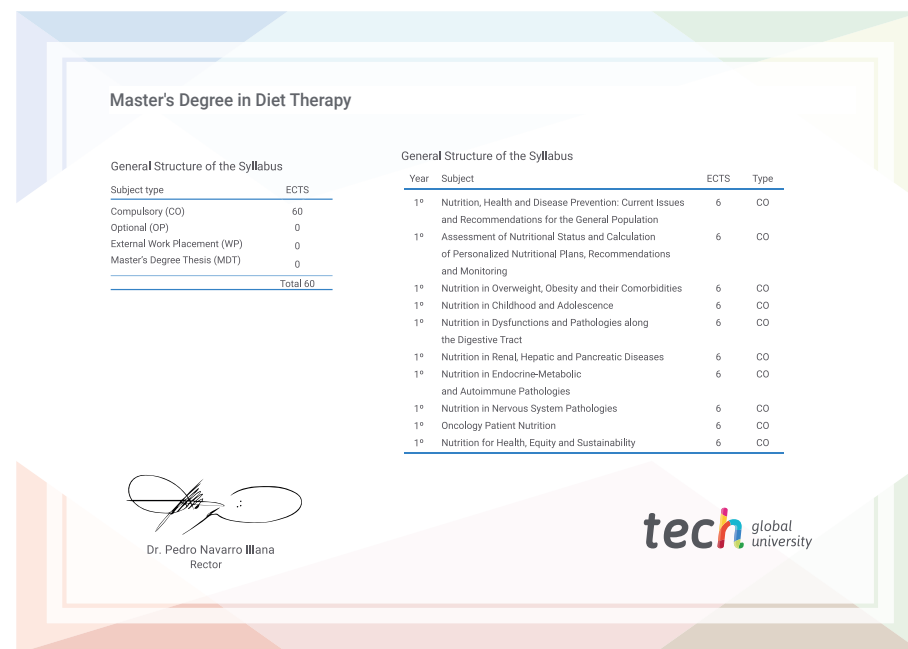 Master's Degree in Diet Therapy
General Structure of the Syllabus
Subject type ECTS
Compulsory (CO) 60
Optional (OP) 0
External Work Placement (WP) 0
Master's Degree Thesis (MDT) 0
Total 60
General Structure of the Syllabus
Year Subject ECTS Type
1º Nutrition, Health and Disease Prevention: Current Issues 6 CO
and Recommendations for the General Population
1º Assessment of Nutritional Status and Calculation 6 CO
of Personalized Nutritional Plans, Recommendations
and Monitoring
1º Nutrition in Overweight, Obesity and their Comorbidities 6 CO
1º Nutrition in Childhood and Adolescence 6 CO
1º Nutrition in Dysfunctions and Pathologies along 6 CO
the Digestive Tract
1º Nutrition in Renal, Hepatic and Pancreatic Diseases 6 CO
1º Nutrition in Endocrine-Metabolic 6 CO
and Autoimmune Pathologies
1º Nutrition in Nervous System Pathologies 6 CO
1º Oncology Patient Nutrition 6 CO
1º Nutrition for Health, Equity and Sustainability 6 CO
Dr. Pedro Navarro Illana
Rector
tech global
university